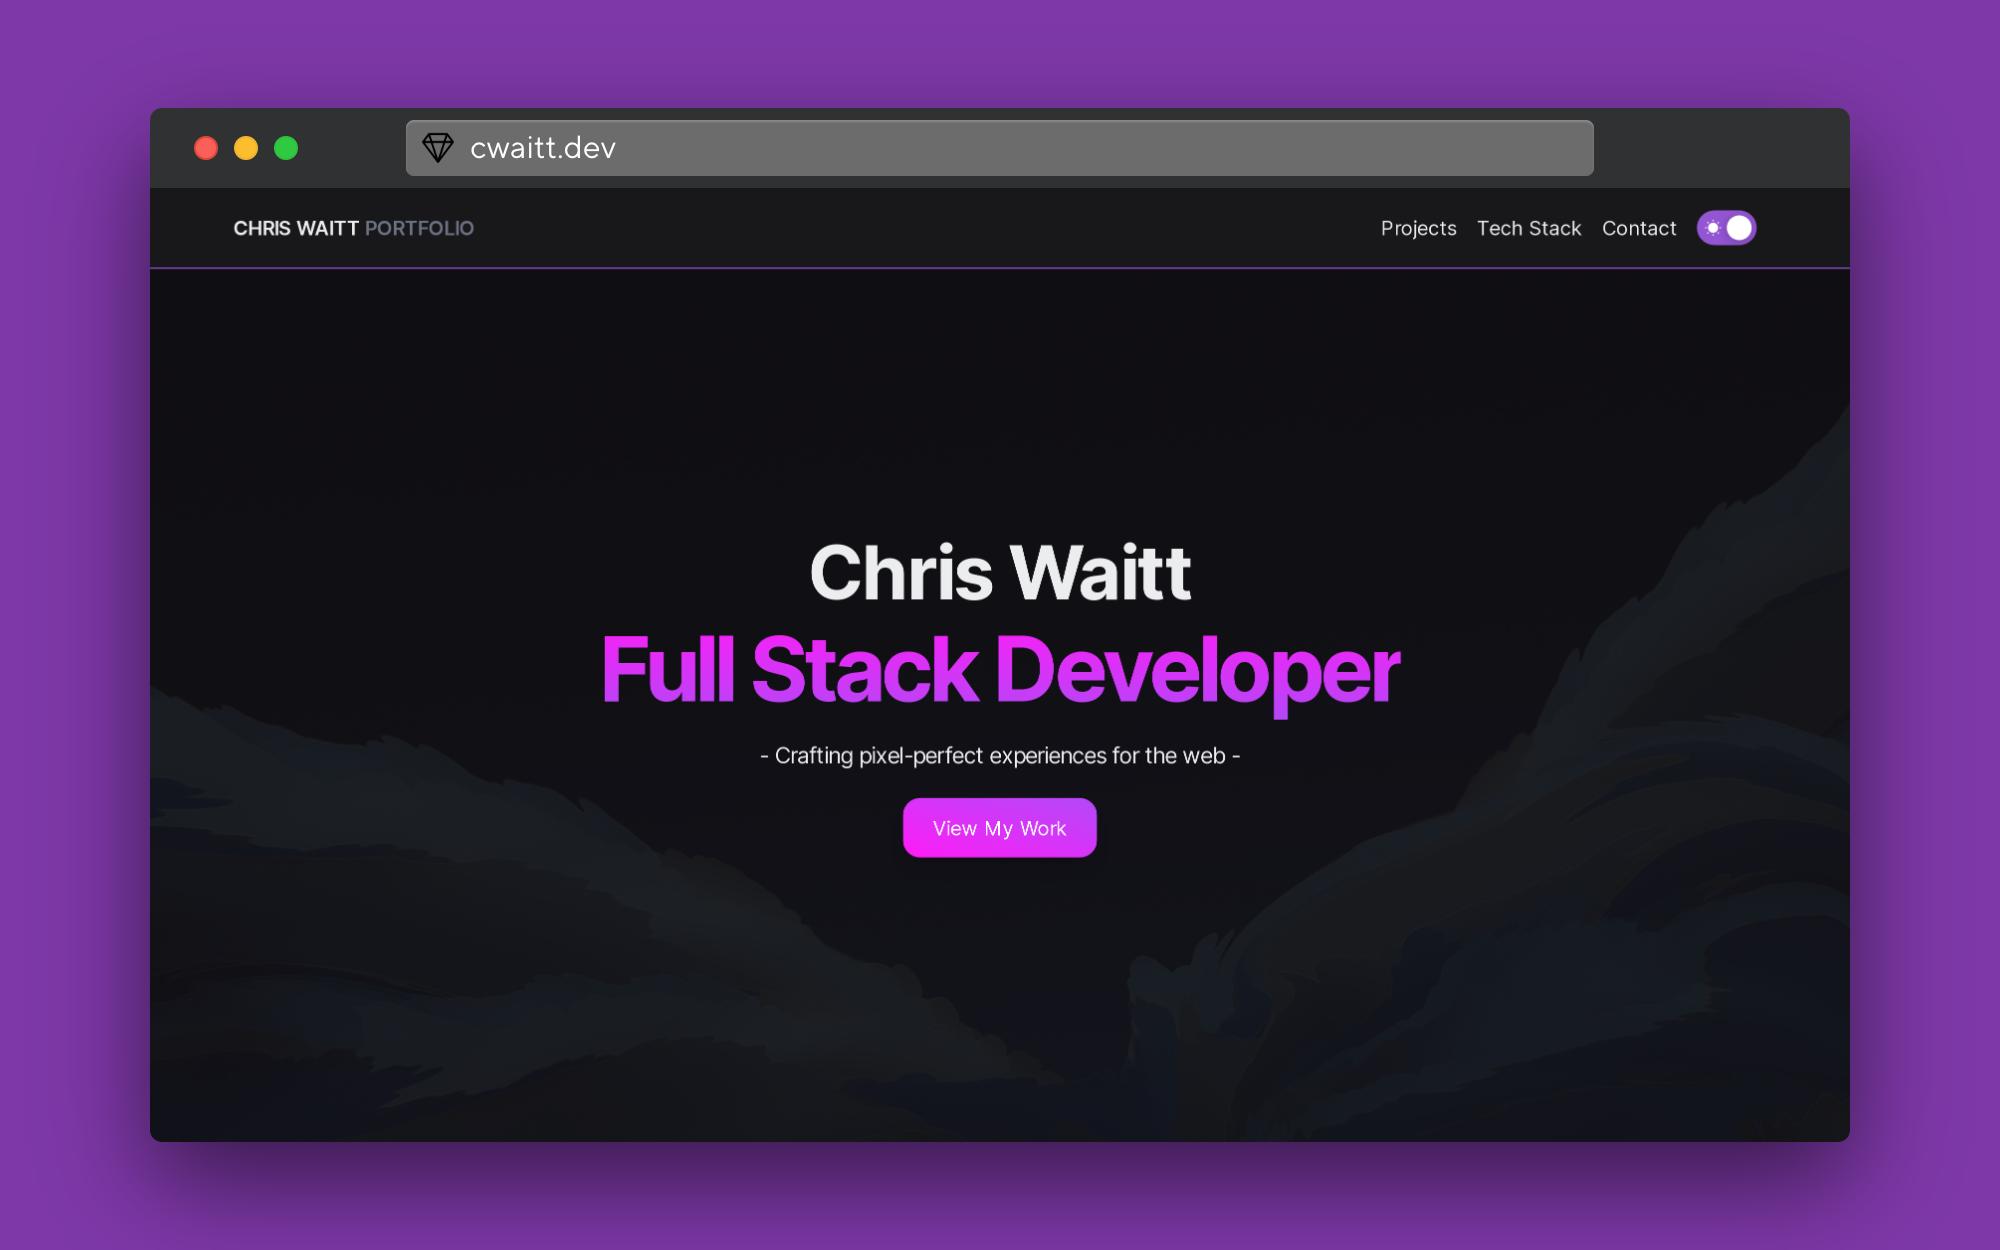 cwaitt.dev
CHRIS WAITT PORTFOLIO
Projects Tech Stack Contact
Chris Waitt
Full Stack Developer
- Crafting pixel-perfect experiences for the web -
View My Work